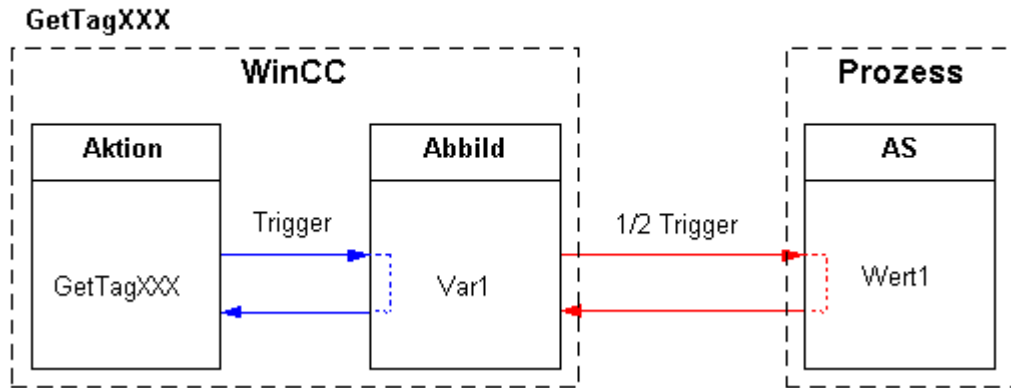 GetTagXXX
WinCC
Prozess
Aktion
Abbild
AS
Trigger
1/2 Trigger
GetTagXXX
Var1
Wert1